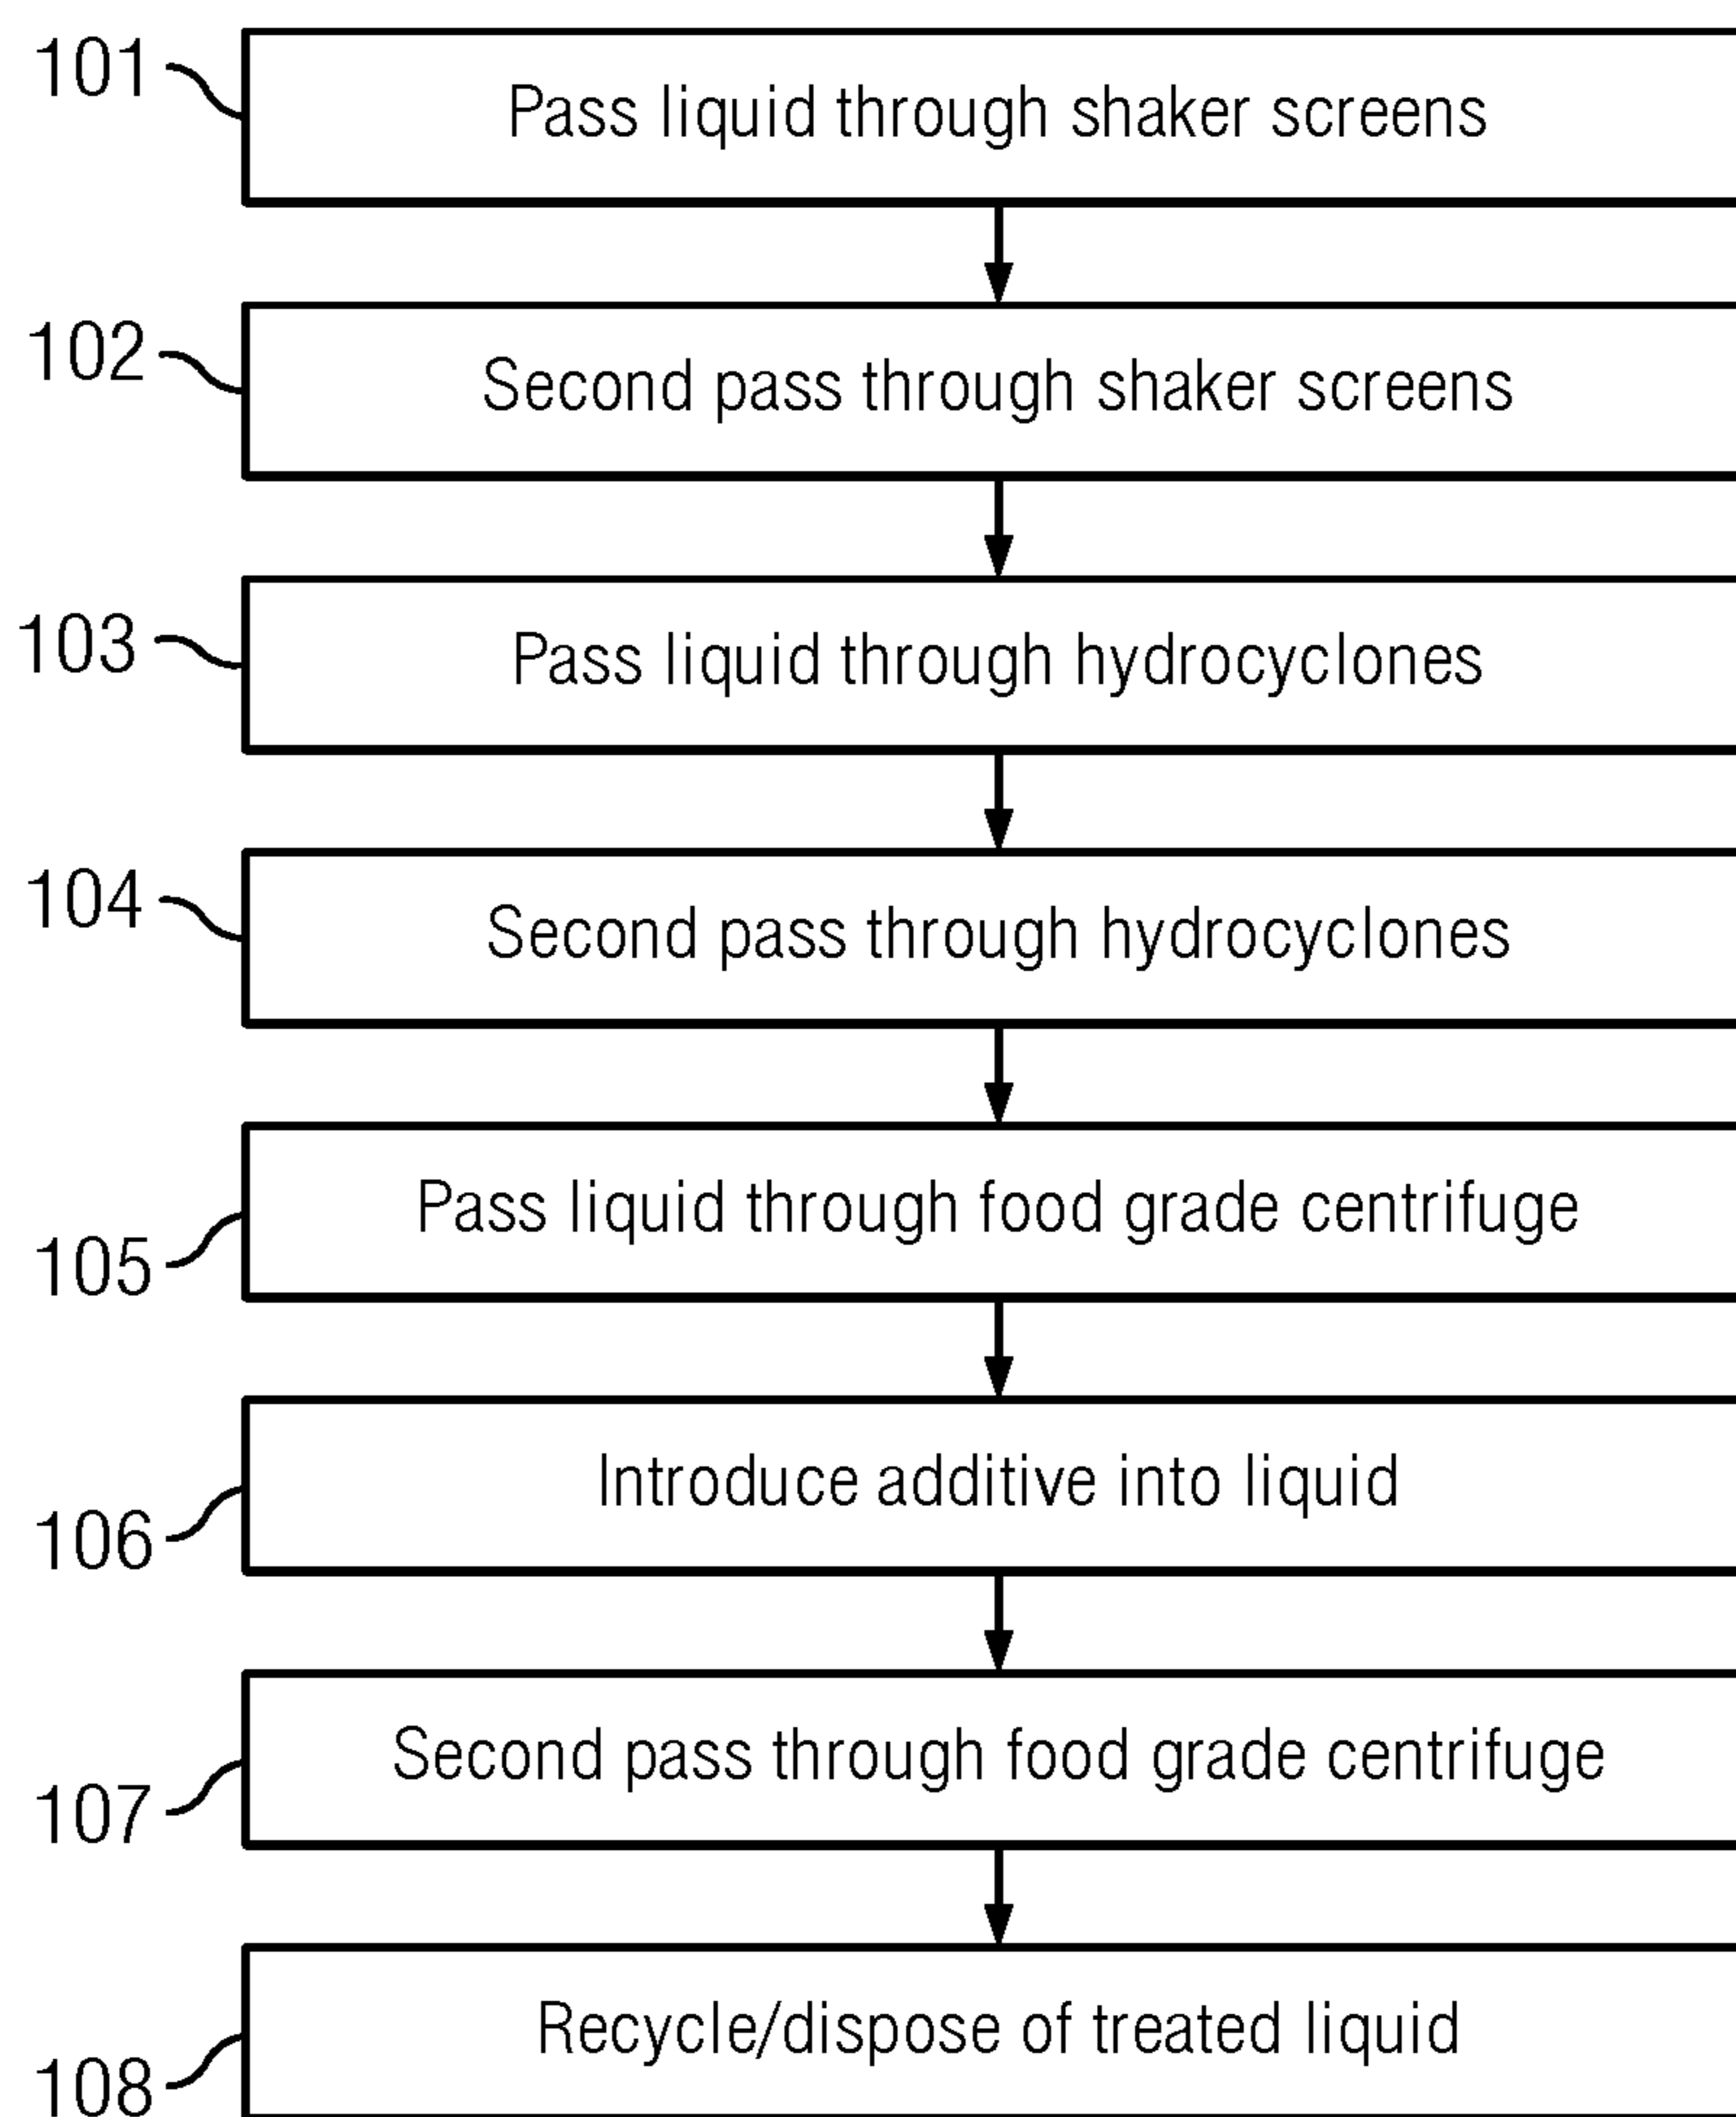 101
Pass liquid through shaker screens
102
Second pass through shaker screens
103
Pass liquid through hydrocyclones
104
Second pass through hydrocyclones
105
Pass liquid through food grade centrifuge
106
Introduce additive into liquid
107
Second pass through food grade centrifuge
108
Recycle/dispose of treated liquid